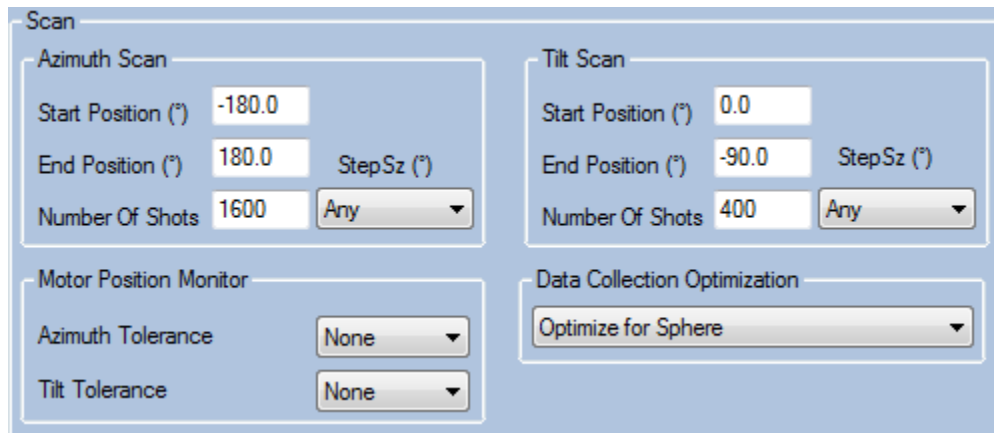 Scan
Azimuth Scan
Start Position (°) -180.0
End Position (°) 180.0 StepSz (°)
Number Of Shots 1600 Any
Tilt Scan
Start Position (°) 0.0
End Position (°) -90.0 StepSz (°)
Number Of Shots 400 Any
Motor Position Monitor
Azimuth Tolerance None
Tilt Tolerance None
Data Collection Optimization
Optimize for Sphere